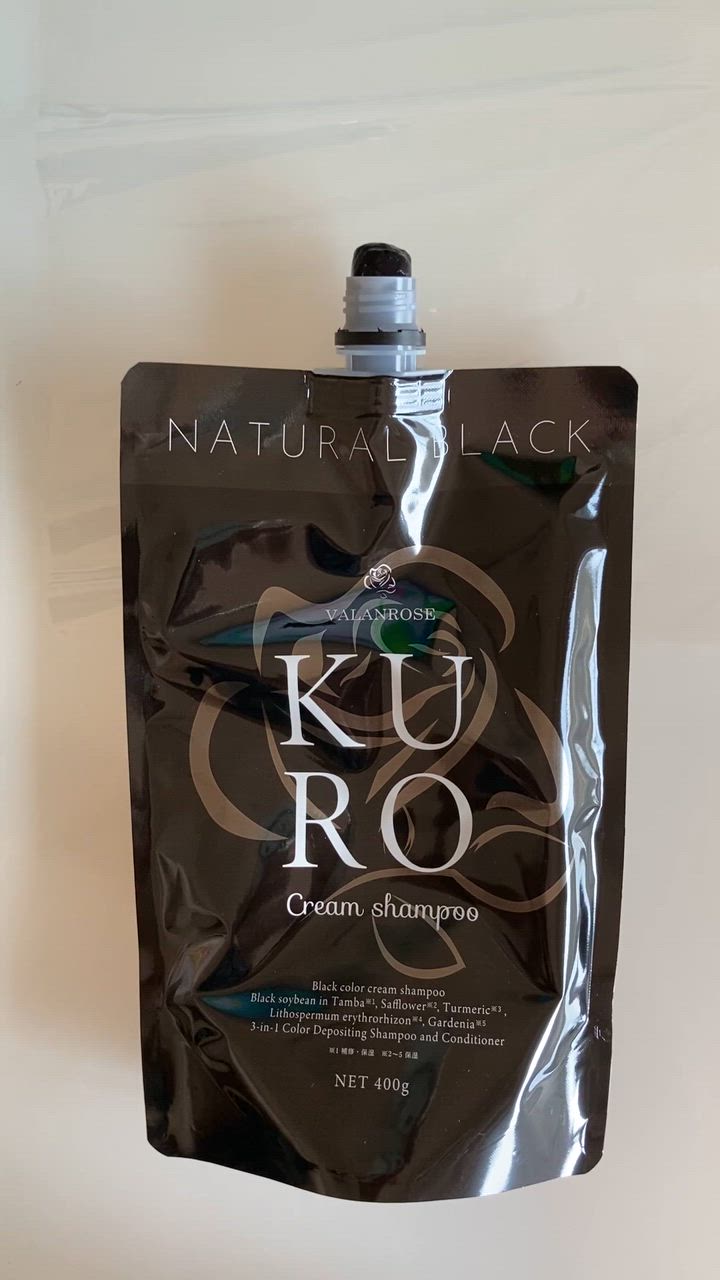 NATURAL BLACK
VALANROSE
KU
RO
Cream shampoo
Black color cream shampoo
Black soybean in Tamba※1, Safflower※2, Turmeric※3,
Lithospermum erythrorhizon※4, Gardenia※5
3-in-1 Color Depositing Shampoo and Conditioner
※1 補修・保湿 ※2〜5 保湿
NET 400g